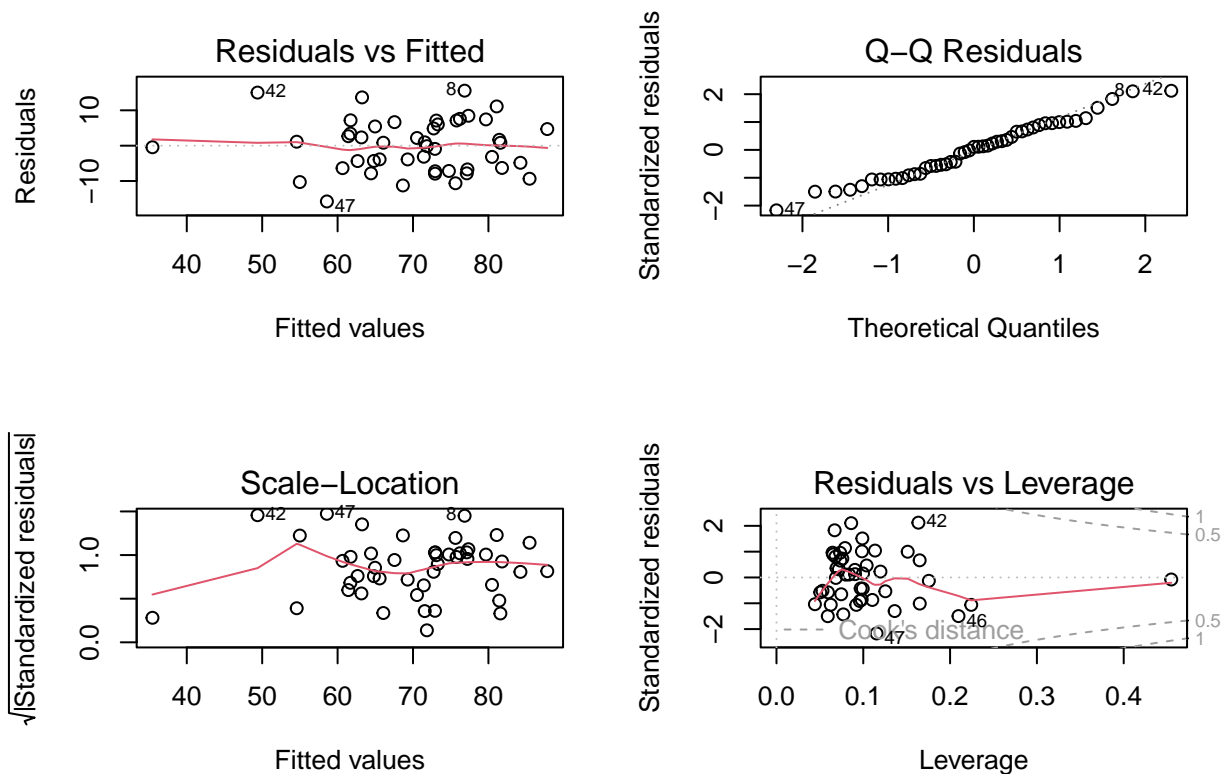 Residuals vs Fitted
Residuals
10
−10
42
8
47
40 50 60 70 80
Fitted values
Q−Q Residuals
Standardized residuals
2
0
−2
8 42
47
−2 −1 0 1 2
Theoretical Quantiles
Scale−Location
√|Standardized residuals|
1.0
0.0
42
47
8
40 50 60 70 80
Fitted values
Residuals vs Leverage
Standardized residuals
2
0
−2
42
1
0.5
46
47
Cook's distance
0.5
1
0.0 0.1 0.2 0.3 0.4
Leverage